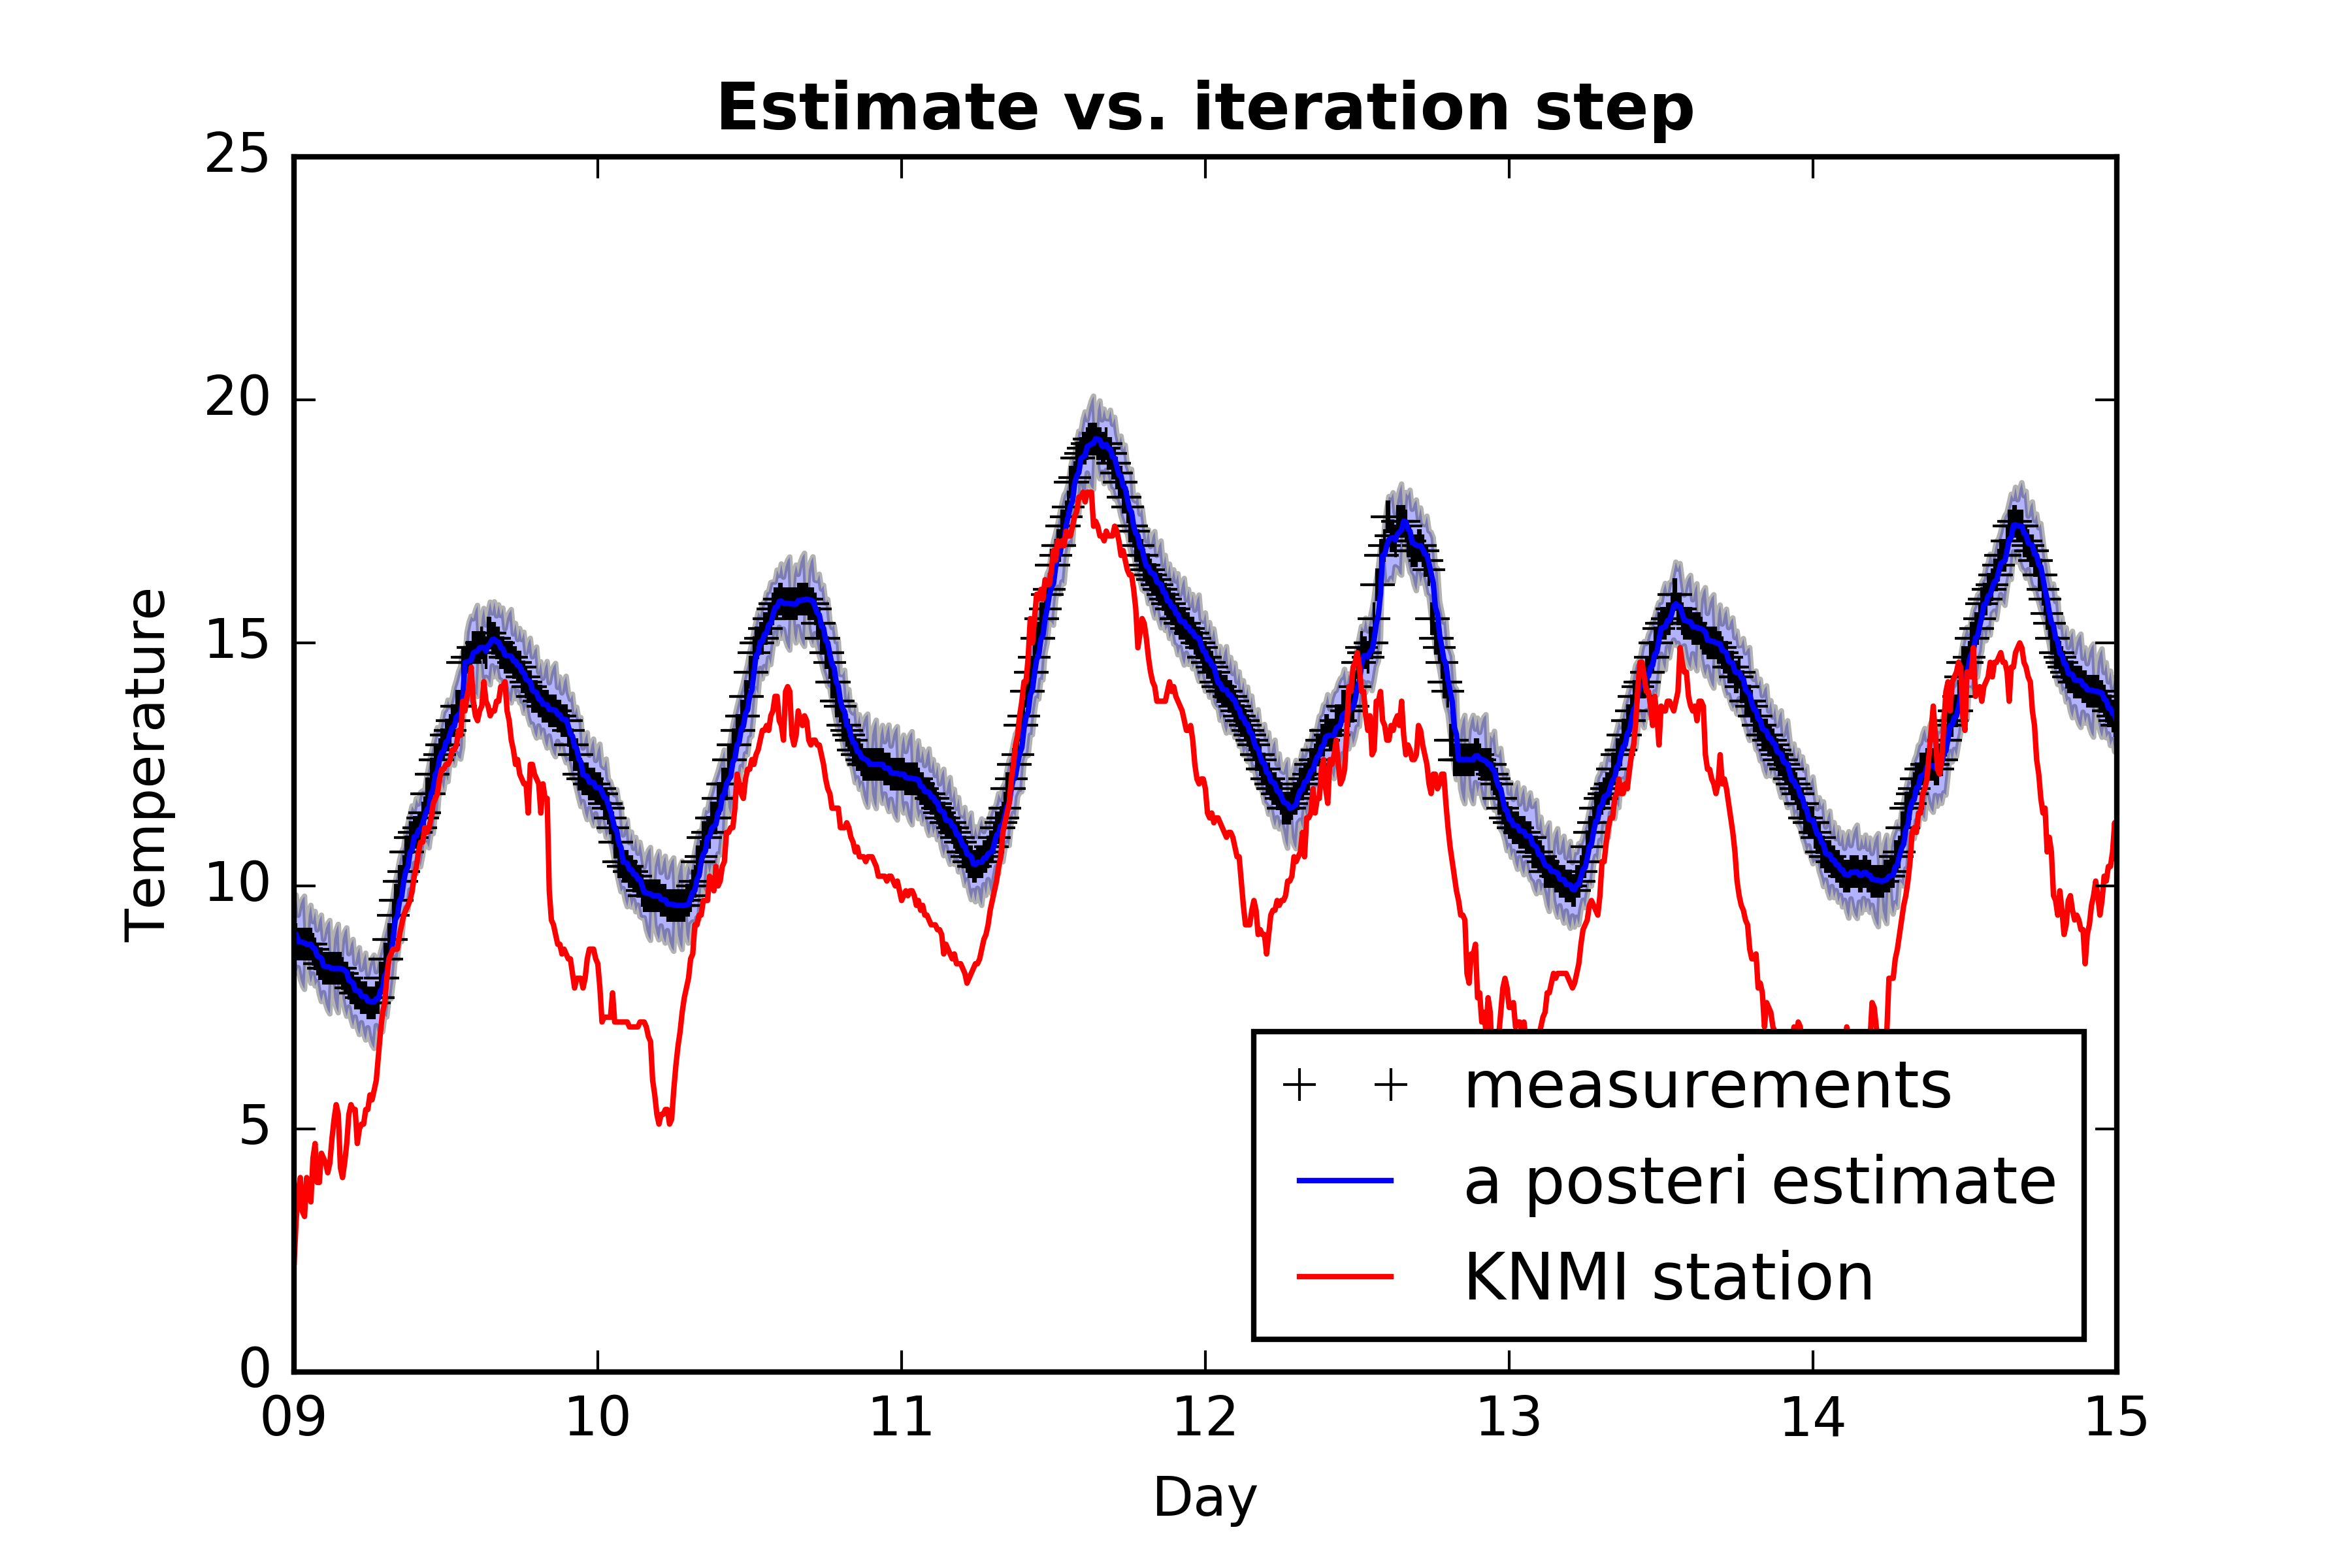 Estimate vs. iteration step
25
20
15
10
5
0
Temperature
09 10 11 12 13 14 15
Day
measurements
a posteri estimate
KNMI station